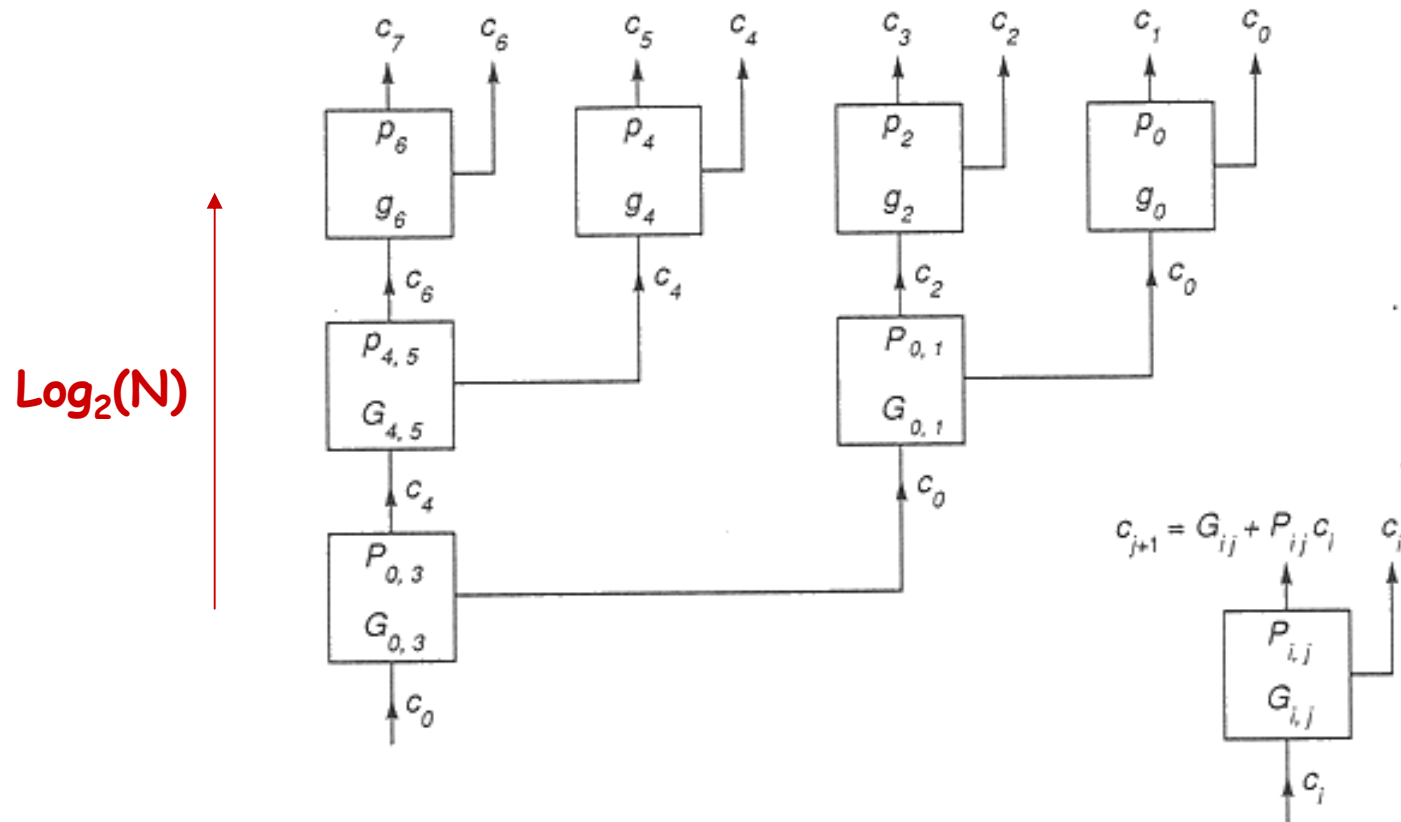 c₇ c₆ c₅ c₄ c₃ c₂ c₁ c₀
p₆ p₄ p₂ p₀
g₆ g₄ g₂ g₀
c₆ c₄ c₂ c₀
p₄,₅ P₀,₁
Log₂(N)
G₄,₅ G₀,₁
c₄ c₀
cⱼ₊₁ = Gᵢⱼ + Pᵢⱼcᵢ cᵢ
P₀,₃
G₀,₃
Pᵢ,ⱼ
Gᵢ,ⱼ
c₀
cᵢ